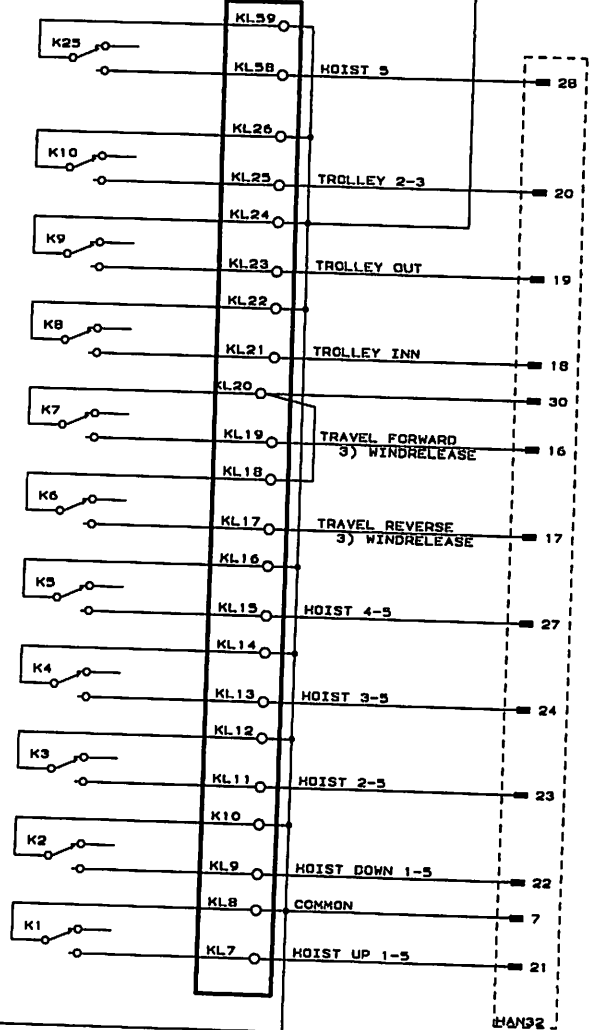 KL59
K25
KL58 HOIST 5 28
KL26
K10
KL25 TROLLEY 2-3 20
KL24
K9
KL23 TROLLEY OUT 19
KL22
K8
KL21 TROLLEY INN 18
KL20 30
K7
KL19 TRAVEL FORWARD 16
3) WINDRELEASE
KL18
K6
KL17 TRAVEL REVERSE 17
3) WINDRELEASE
KL16
K5
KL15 HOIST 4-5 27
KL14
K4
KL13 HOIST 3-5 24
KL12
K3
KL11 HOIST 2-5 23
K10
K2
KL9 HOIST DOWN 1-5 22
KL8 COMMON 7
K1
KL7 HOIST UP 1-5 21
HAN32